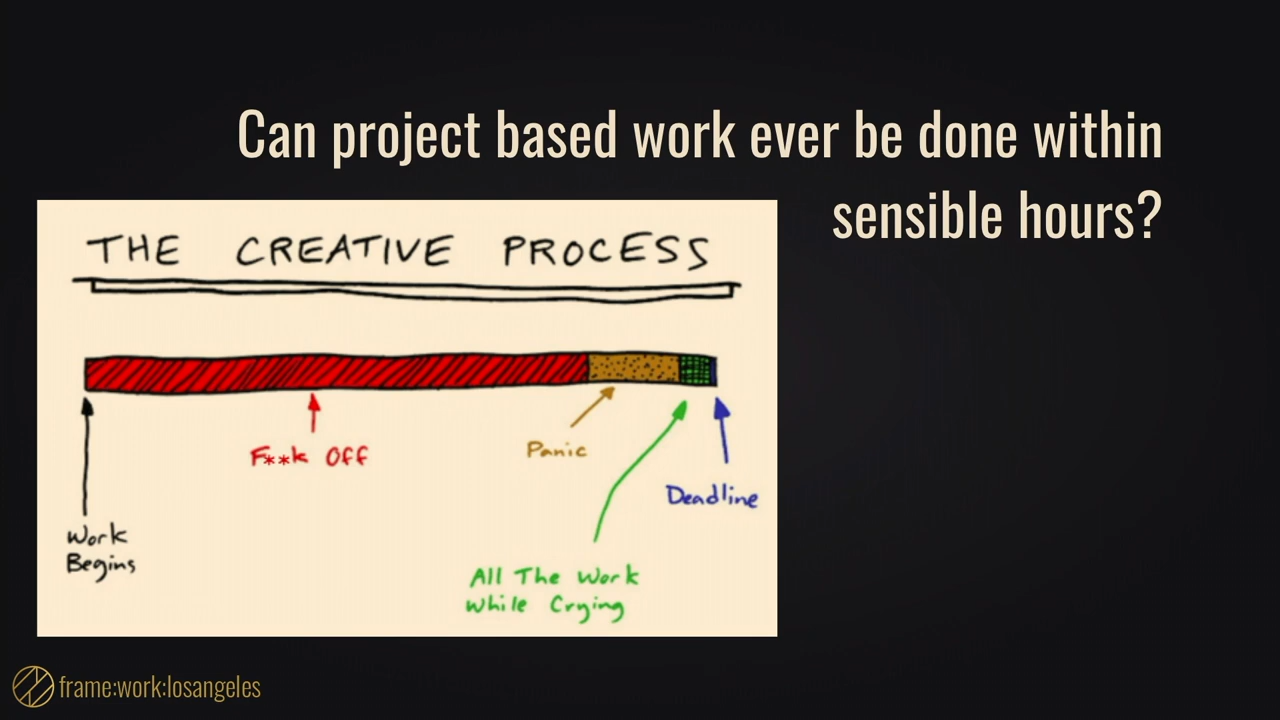 Can project based work ever be done within
sensible hours?
THE CREATIVE PROCESS
F**k Off
Panic
Deadline
Work
Begins
All The Work
While Crying
frame:work:losangeles